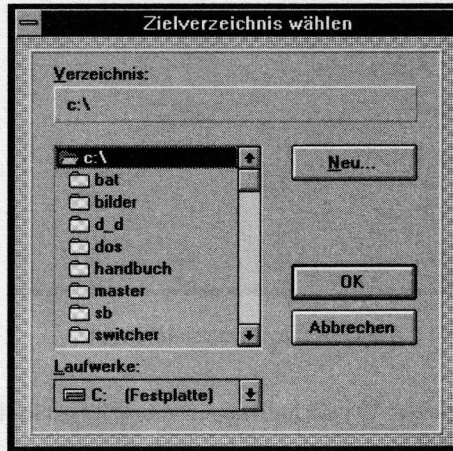 Zielverzeichnis wählen
Verzeichnis:
c:\
c:\
bat
bilder
d_d
dos
handbuch
master
sb
switcher
Neu...
OK
Abbrechen
Laufwerke:
C: (Festplatte)